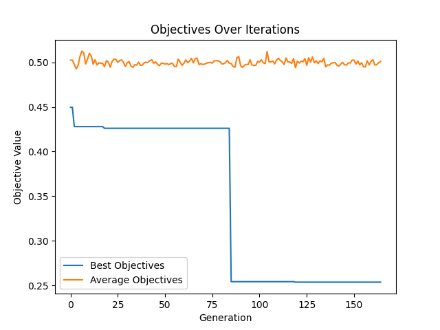 Objectives Over Iterations
Objective Value
0.50
0.45
0.40
0.35
0.30
0.25
Best Objectives
Average Objectives
0
25
50
75
100
125
150
Generation